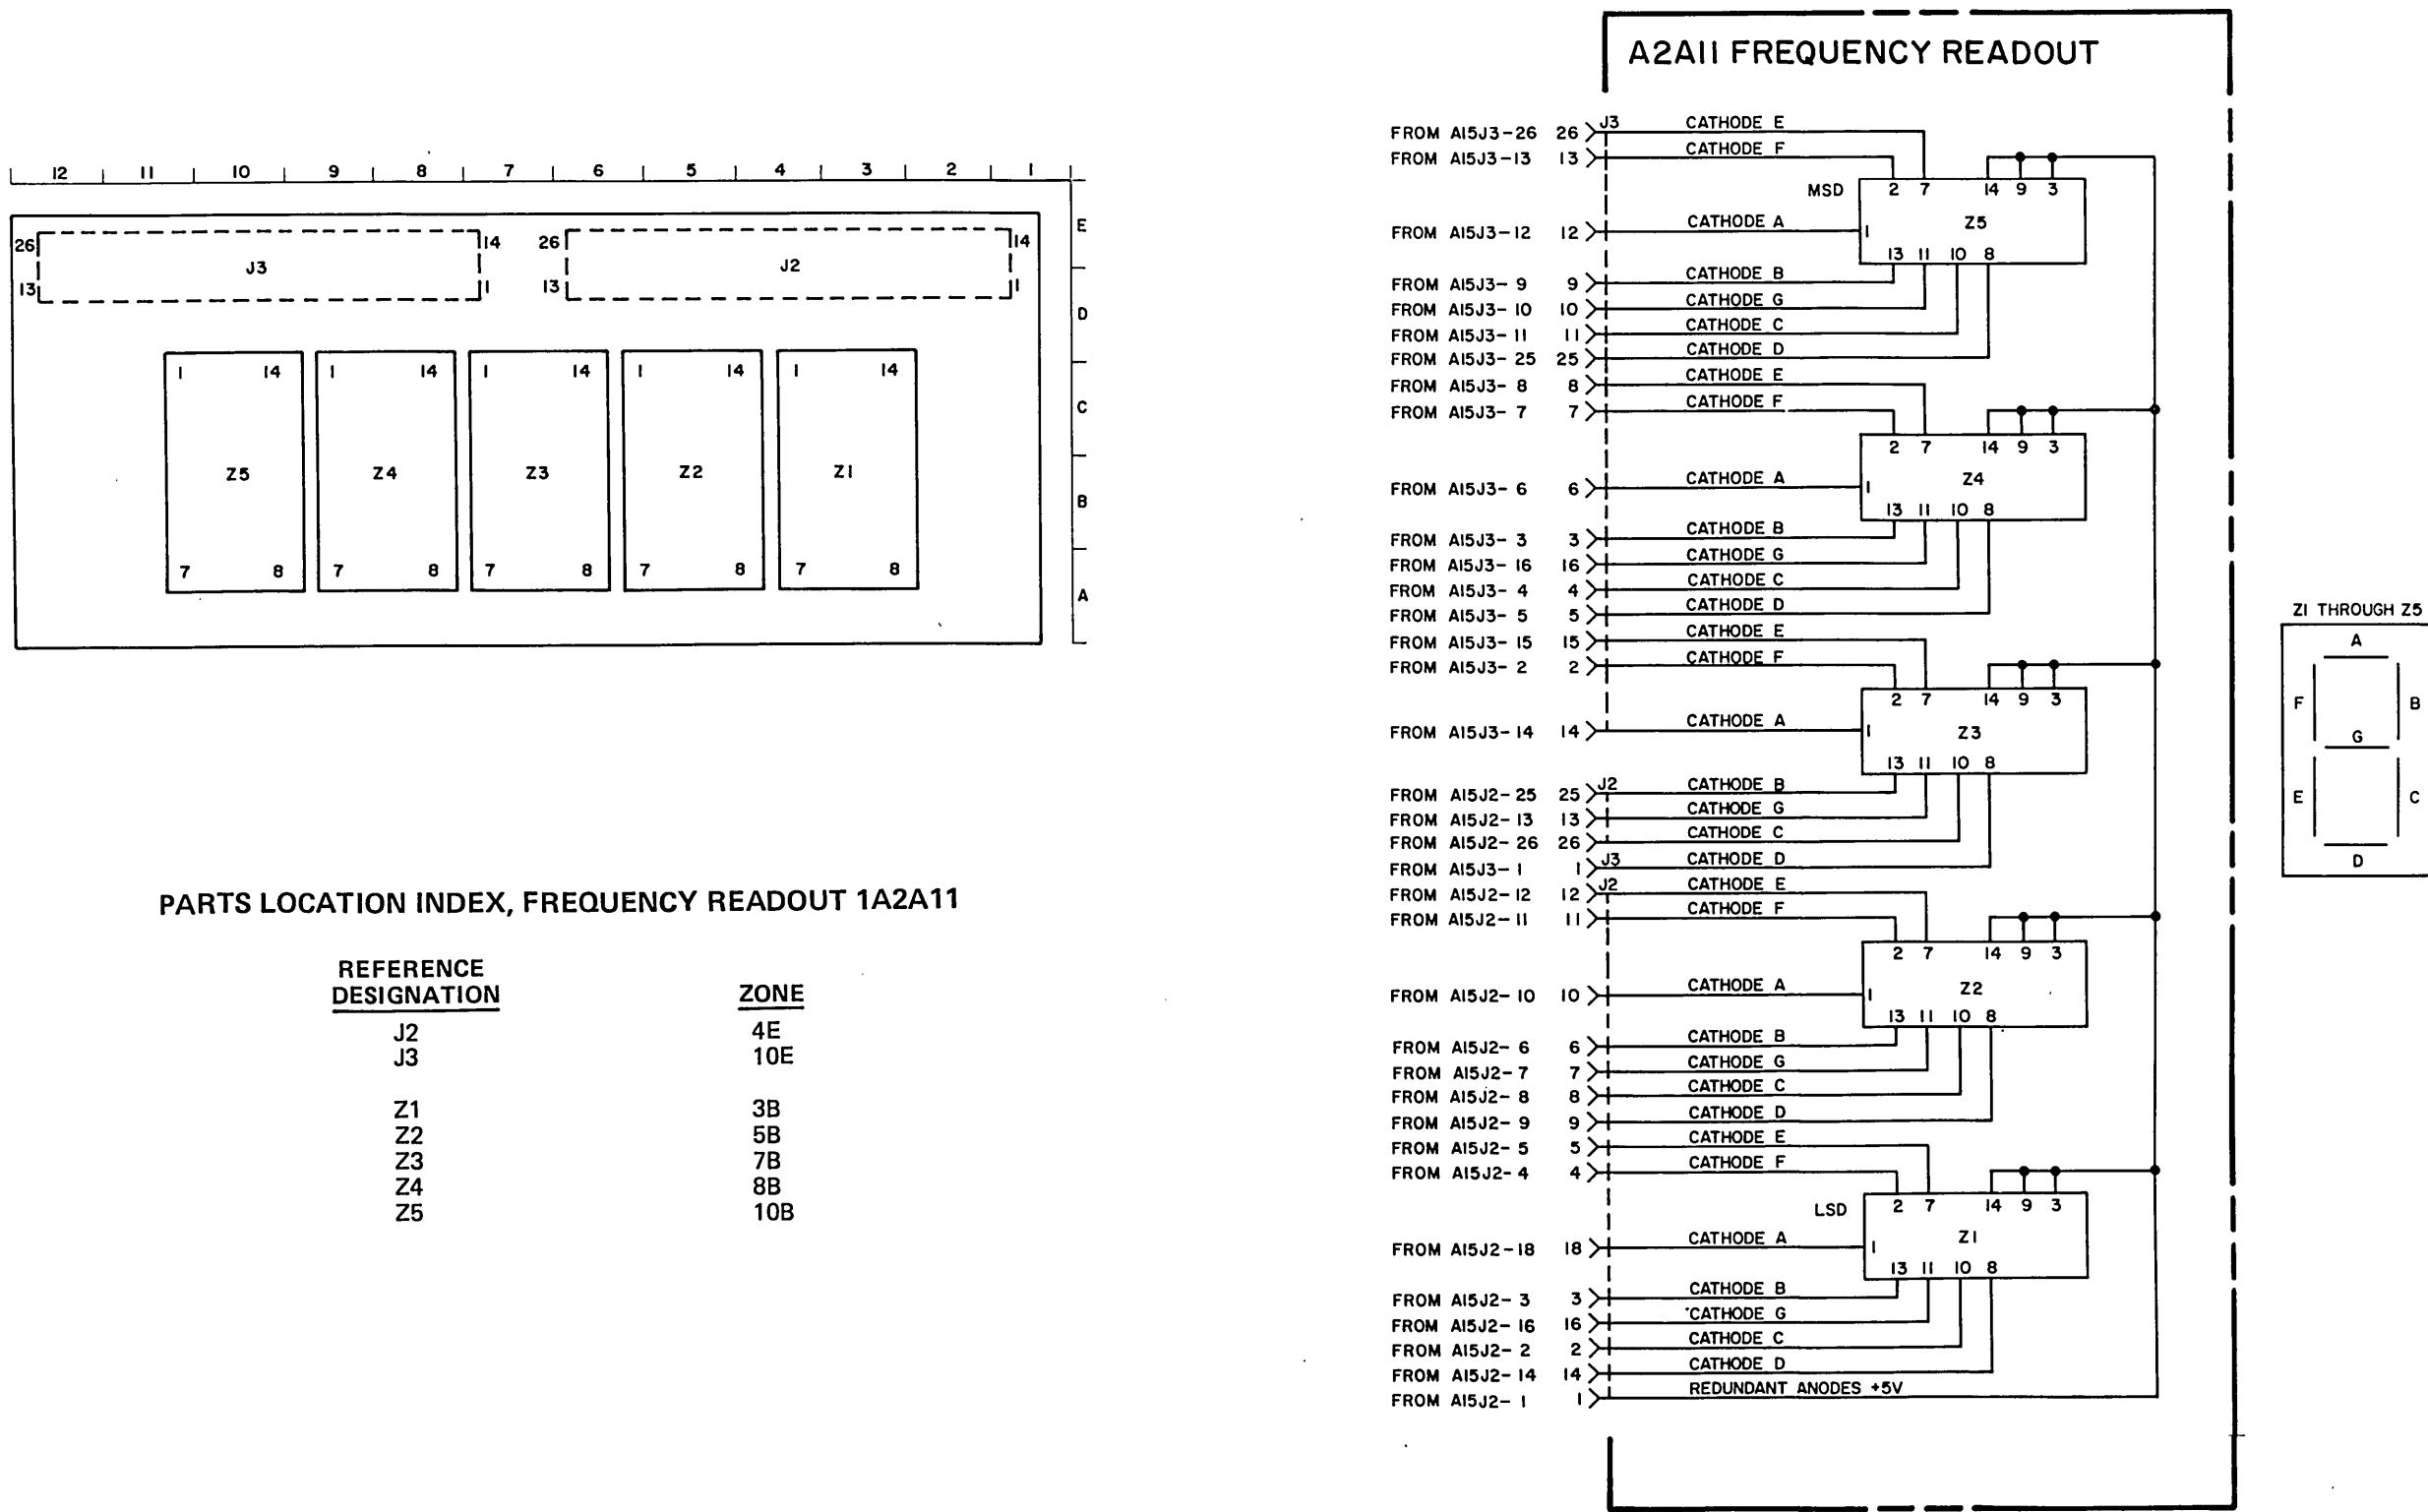 12 11 10 9 8 7 6 5 4 3 2 1
E
D
C
B
A
26 14
J3
13 1
26 14
J2
13 1
1 14
Z5
7 8
1 14
Z4
7 8
1 14
Z3
7 8
1 14
Z2
7 8
1 14
Z1
7 8
PARTS LOCATION INDEX, FREQUENCY READOUT 1A2A11
REFERENCE
DESIGNATION ZONE
J2 4E
J3 10E
Z1 3B
Z2 5B
Z3 7B
Z4 8B
Z5 10B
A2A11 FREQUENCY READOUT
FROM A15J3-26 26 J3 CATHODE E
FROM A15J3-13 13 CATHODE F
MSD 2 7 14 9 3
Z5
FROM A15J3-12 12 CATHODE A 1
13 11 10 8
FROM A15J3- 9 9 CATHODE B
FROM A15J3- 10 10 CATHODE G
FROM A15J3- 11 11 CATHODE C
FROM A15J3- 25 25 CATHODE D
FROM A15J3- 8 8 CATHODE E
FROM A15J3- 7 7 CATHODE F
2 7 14 9 3
Z4
FROM A15J3- 6 6 CATHODE A 1
13 11 10 8
FROM A15J3- 3 3 CATHODE B
FROM A15J3- 16 16 CATHODE G
FROM A15J3- 4 4 CATHODE C
FROM A15J3- 5 5 CATHODE D
FROM A15J3- 15 15 CATHODE E
FROM A15J3- 2 2 CATHODE F
2 7 14 9 3
FROM A15J3-14 14 CATHODE A 1 Z3
13 11 10 8
FROM A15J2- 25 25 J2 CATHODE B
FROM A15J2- 13 13 CATHODE G
FROM A15J2- 26 26 CATHODE C
FROM A15J3- 1 1 J3 CATHODE D
FROM A15J2- 12 12 J2 CATHODE E
FROM A15J2- 11 11 CATHODE F
2 7 14 9 3
FROM A15J2- 10 10 CATHODE A 1 Z2
13 11 10 8
FROM A15J2- 6 6 CATHODE B
FROM A15J2- 7 7 CATHODE G
FROM A15J2- 8 8 CATHODE C
FROM A15J2- 9 9 CATHODE D
FROM A15J2- 5 5 CATHODE E
FROM A15J2- 4 4 CATHODE F
LSD 2 7 14 9 3
FROM A15J2-18 18 CATHODE A 1 Z1
13 11 10 8
FROM A15J2- 3 3 CATHODE B
FROM A15J2- 16 16 CATHODE G
FROM A15J2- 2 2 CATHODE C
FROM A15J2- 14 14 CATHODE D
FROM A15J2- 1 1 REDUNDANT ANODES +5V
Z1 THROUGH Z5
A
F B
G
E C
D